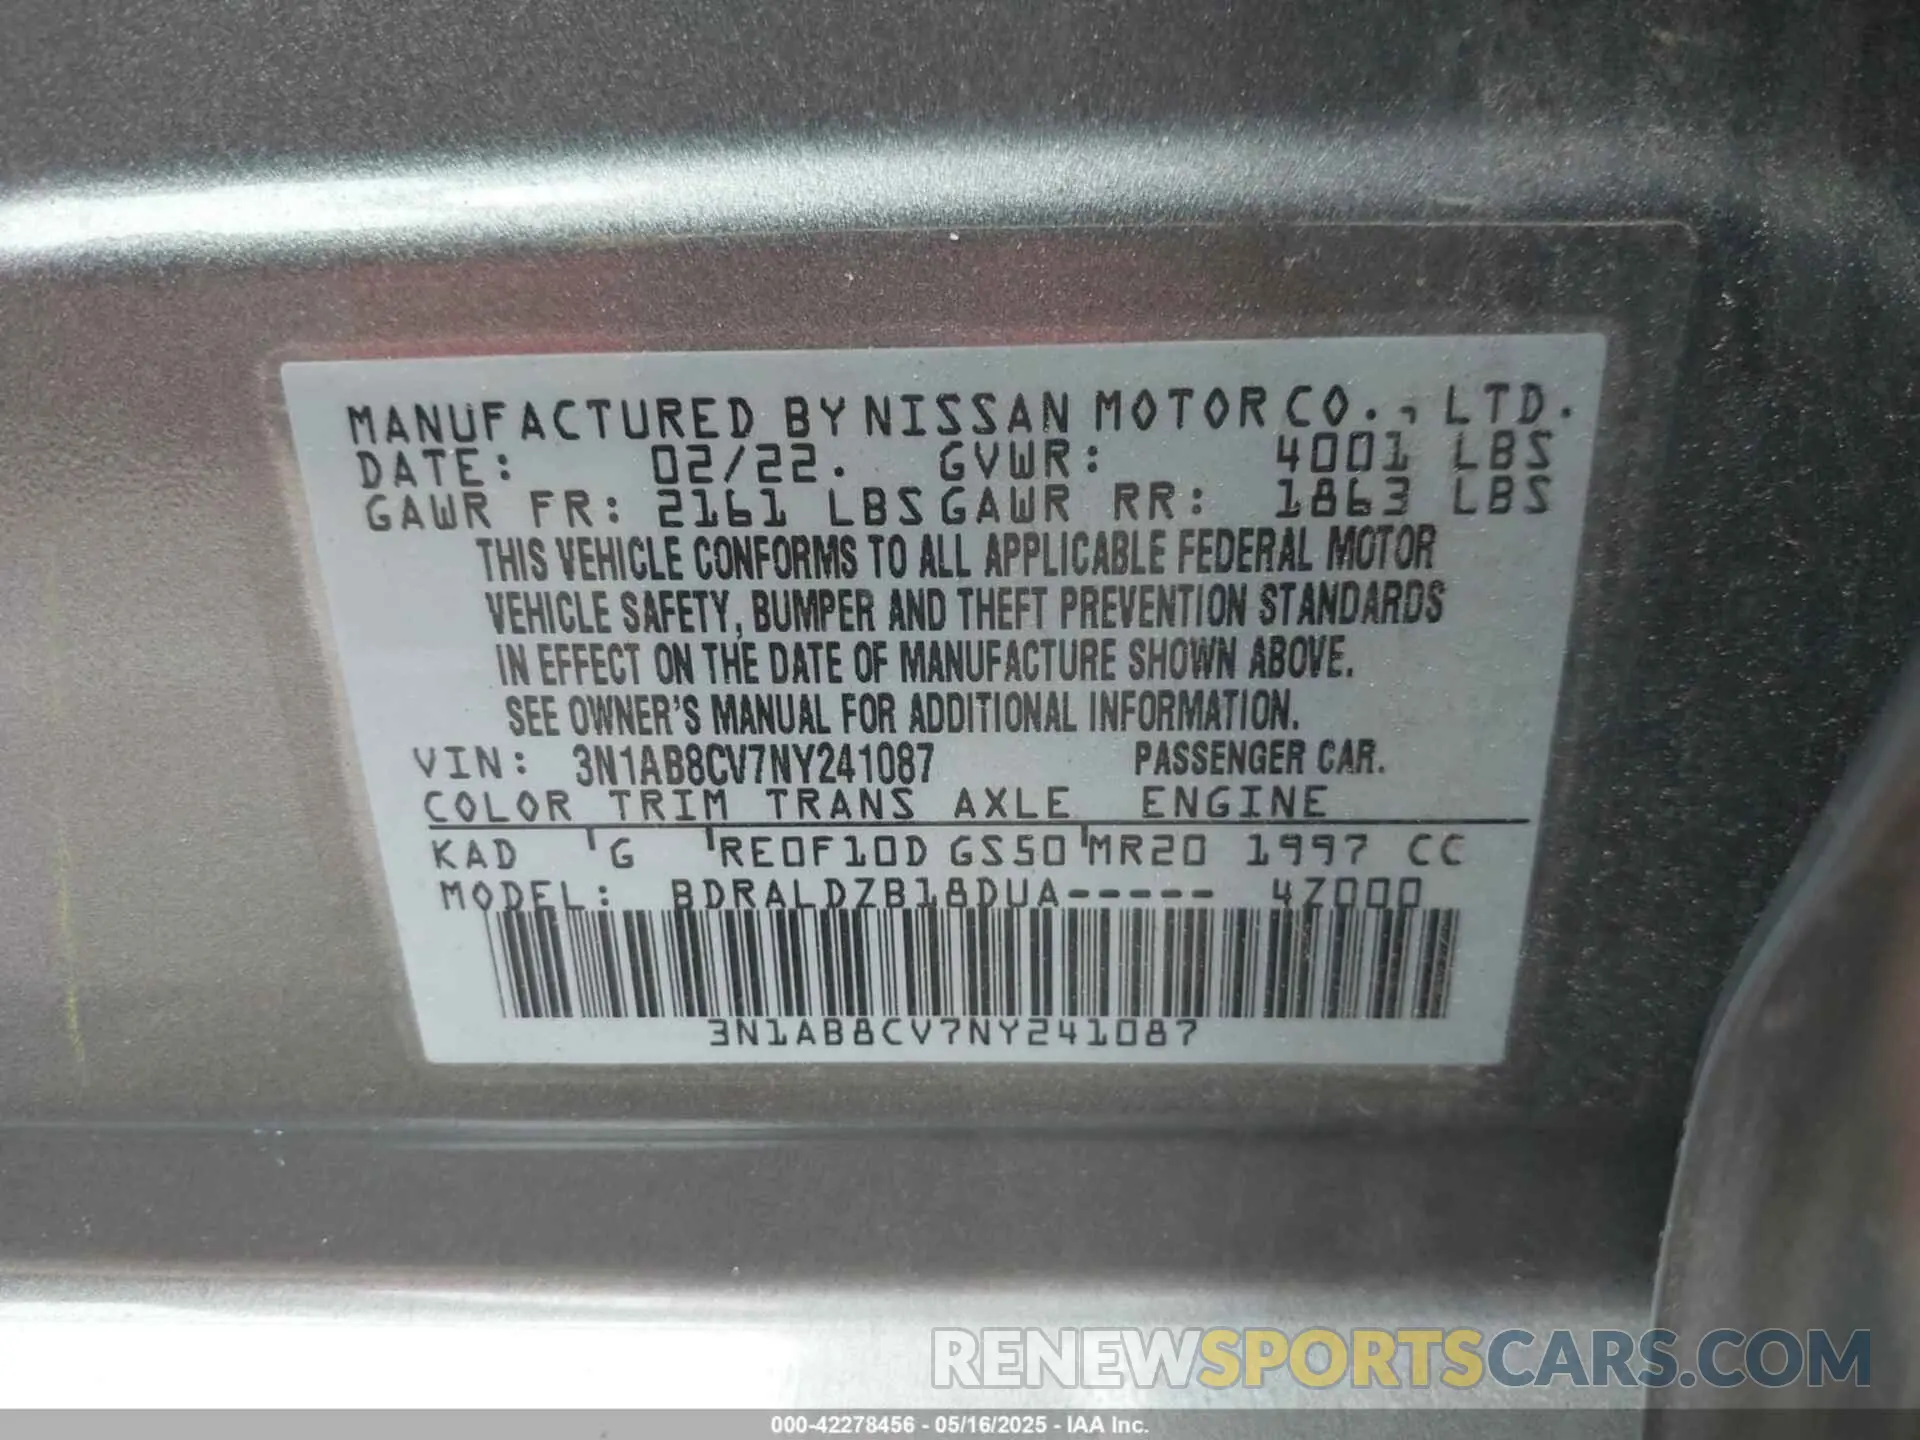 MANUFACTURED BY NISSAN MOTOR CO., LTD.
DATE: 02/22. GVWR: 4001 LBS
GAWR FR: 2161 LBS GAWR RR: 1863 LBS
THIS VEHICLE CONFORMS TO ALL APPLICABLE FEDERAL MOTOR
VEHICLE SAFETY, BUMPER AND THEFT PREVENTION STANDARDS
IN EFFECT ON THE DATE OF MANUFACTURE SHOWN ABOVE.
SEE OWNER'S MANUAL FOR ADDITIONAL INFORMATION.
VIN: 3N1AB8CV7NY241087 PASSENGER CAR.
COLOR TRIM TRANS AXLE ENGINE
KAD G RE0F10D GS50 MR20 1997 CC
MODEL: BDRALDZB18DUA----- 4Z000
3N1AB8CV7NY241087
RENEWSPORTSCARS.COM
000-42278456 - 05/16/2025 - IAA Inc.